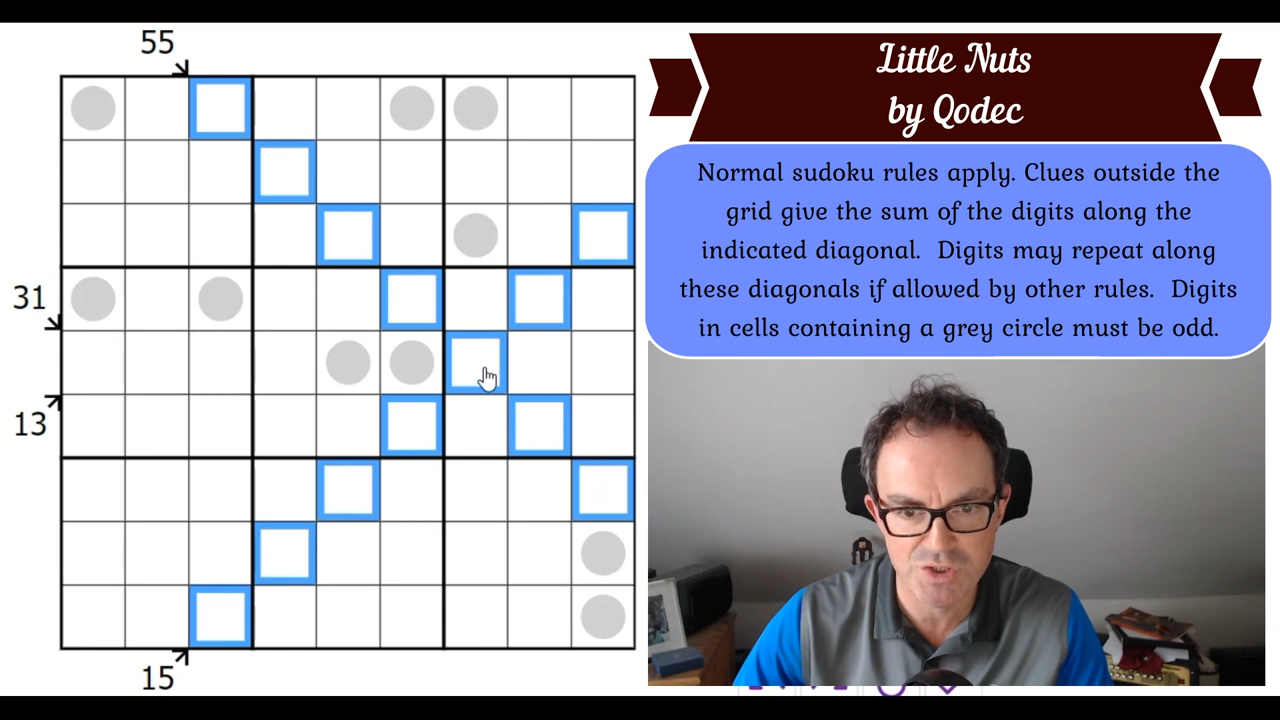 55
31
13
15
Little Nuts
by Qodec
Normal sudoku rules apply. Clues outside the
grid give the sum of the digits along the
indicated diagonal.  Digits may repeat along
these diagonals if allowed by other rules.  Digits
in cells containing a grey circle must be odd.